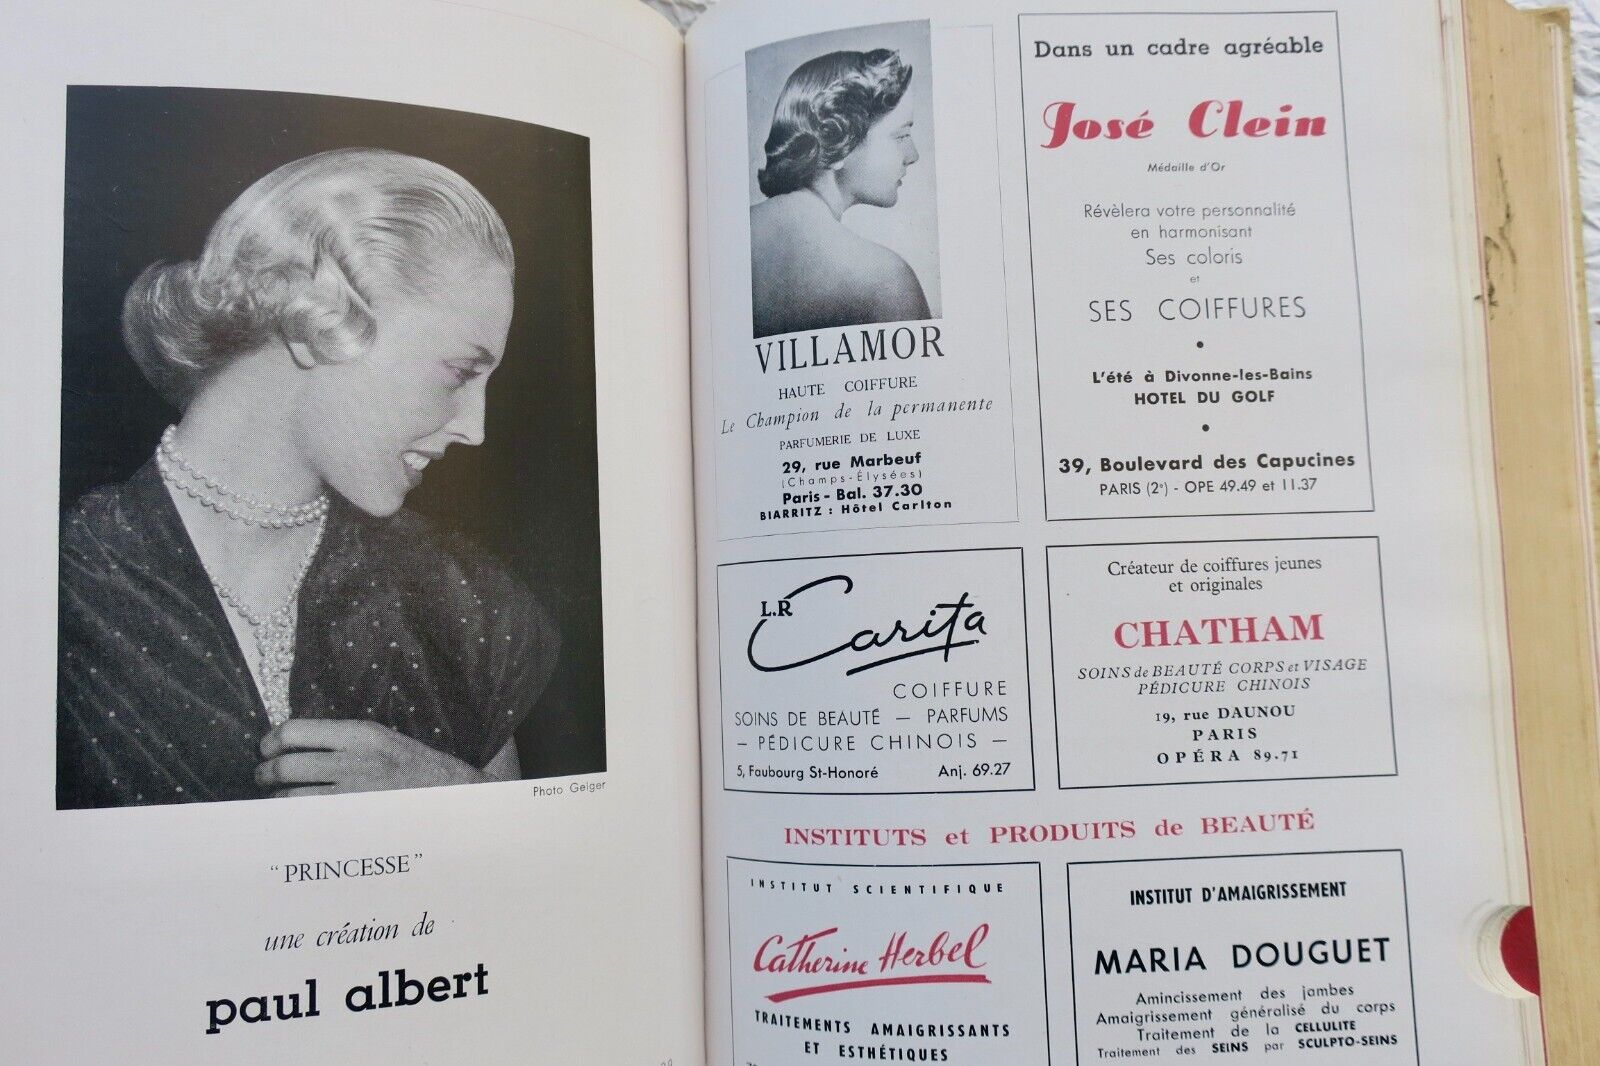 Photo Geiger
“PRINCESSE”
une création de
paul albert
VILLAMOR
HAUTE COIFFURE
Le Champion de la permanente
PARFUMERIE DE LUXE
29, rue Marbeuf
(Champs-Élysées)
Paris - Bal. 37.30
BIARRITZ : Hôtel Carlton
Dans un cadre agréable
José Clein
Médaille d'Or
Révèlera votre personnalité
en harmonisant
Ses coloris
et
SES COIFFURES
•
L'été à Divonne-les-Bains
HOTEL DU GOLF
•
39, Boulevard des Capucines
PARIS (2e) - OPE 49.49 et 11.37
L.R
Carita
COIFFURE
SOINS DE BEAUTÉ — PARFUMS
— PÉDICURE CHINOIS —
5, Faubourg St-Honoré Anj. 69.27
Créateur de coiffures jeunes
et originales
CHATHAM
SOINS de BEAUTÉ CORPS et VISAGE
PÉDICURE CHINOIS
19, rue DAUNOU
PARIS
OPÉRA 89.71
INSTITUTS et PRODUITS de BEAUTÉ
INSTITUT SCIENTIFIQUE
Catherine Herbel
TRAITEMENTS AMAIGRISSANTS
ET ESTHÉTIQUES
INSTITUT D'AMAIGRISSEMENT
MARIA DOUGUET
Amincissement des jambes
Amaigrissement généralisé du corps
Traitement de la CELLULITE
Traitement des SEINS par SCULPTO-SEINS